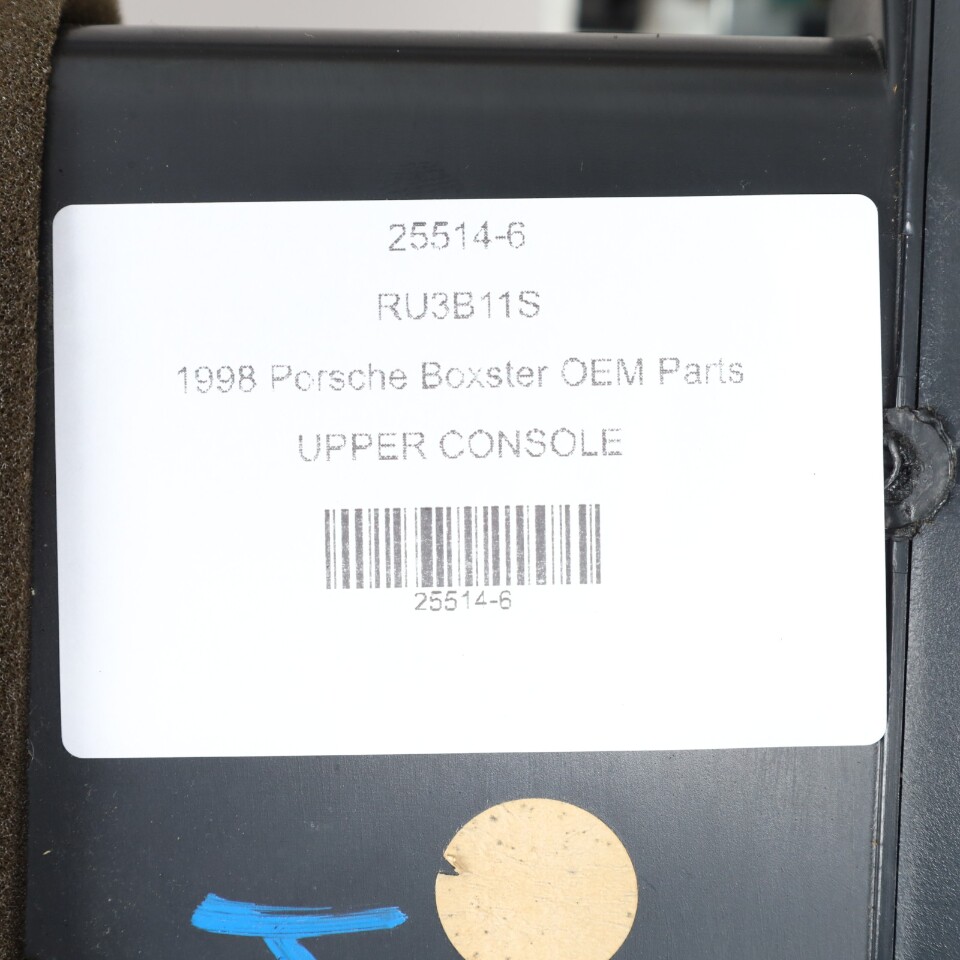 25514-6
RU3B11S
1998 Porsche Boxster OEM Parts
UPPER CONSOLE
25514-6